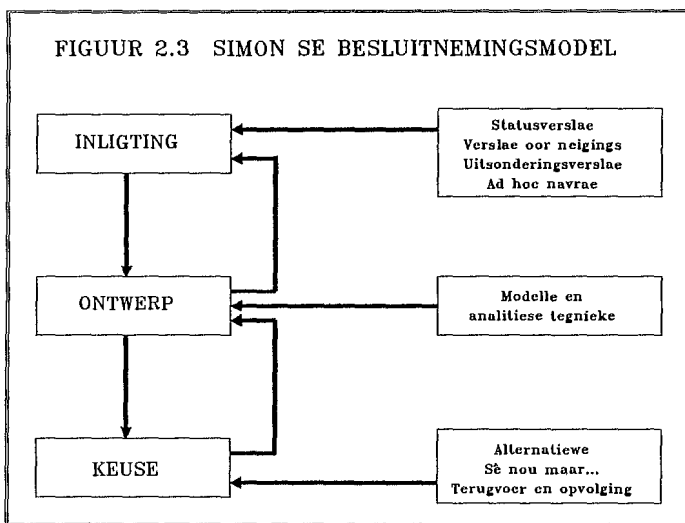 FIGUUR 2.3 SIMON SE BESLUITNEMINGSMODEL
INLIGTING
Statusverslae
Verslae oor neigings
Uitsonderingsverslae
Ad hoc navrae
ONTWERP
Modelle en
analitiese tegnieke
KEUSE
Alternatiewe
Sê nou maar...
Terugvoer en opvolging